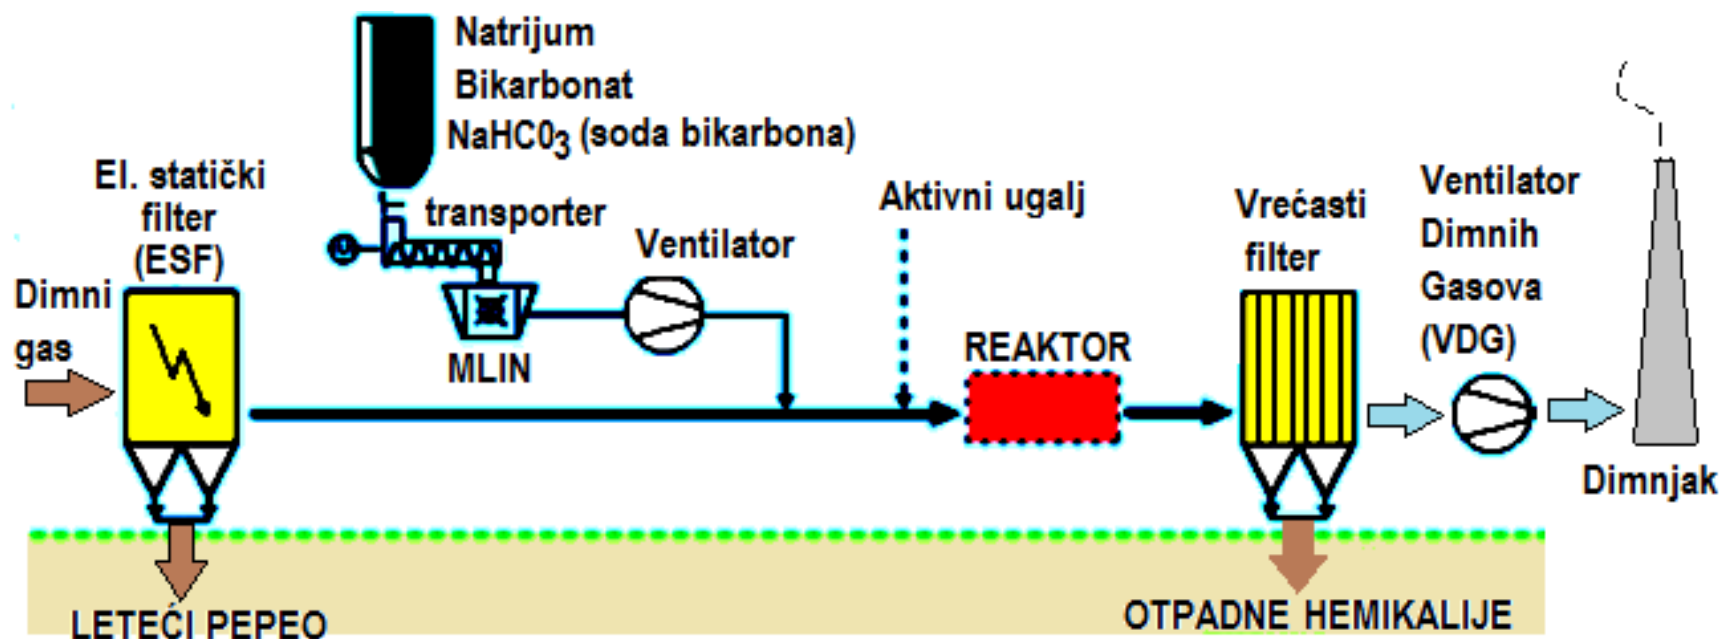 Natrijum
Bikarbonat
NaHC0₃ (soda bikarbona)
El. statički
filter
(ESF)
Dimni
gas
transporter
MLIN
Ventilator
Aktivni ugalj
REAKTOR
Vrećasti
filter
Ventilator
Dimnih
Gasova
(VDG)
Dimnjak
LETEĆI PEPEO
OTPADNE HEMIKALIJE